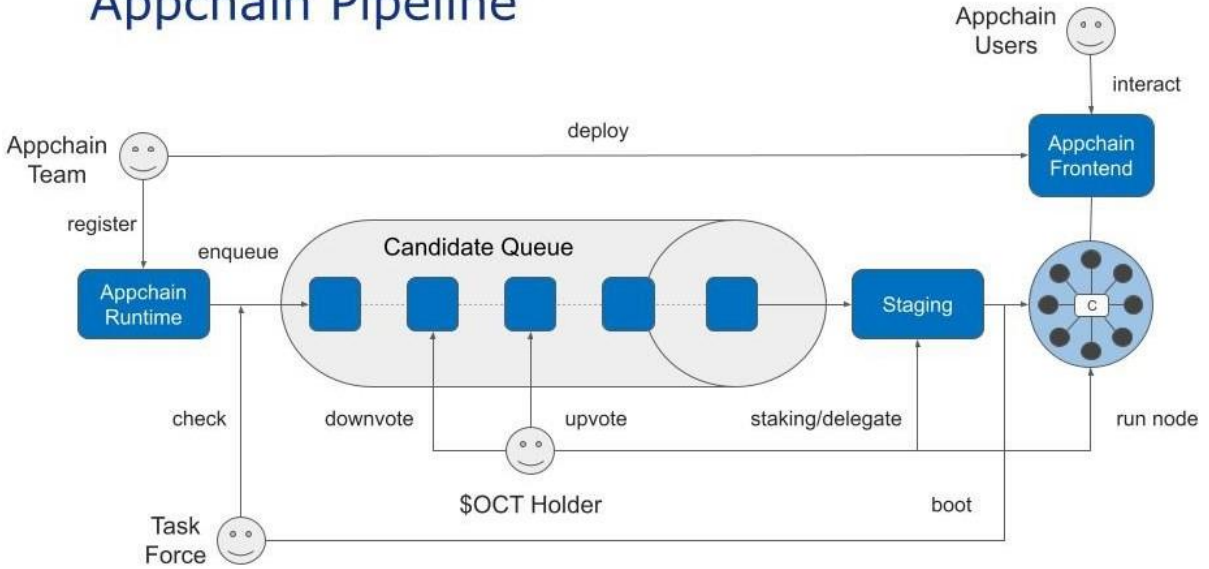 Appchain Pipeline
Appchain
Users
interact
deploy
Appchain
Frontend
Appchain
Team
register
enqueue
Candidate Queue
Appchain
Runtime
Staging
C
check
downvote
upvote
staking/delegate
run node
$OCT Holder
boot
Task
Force